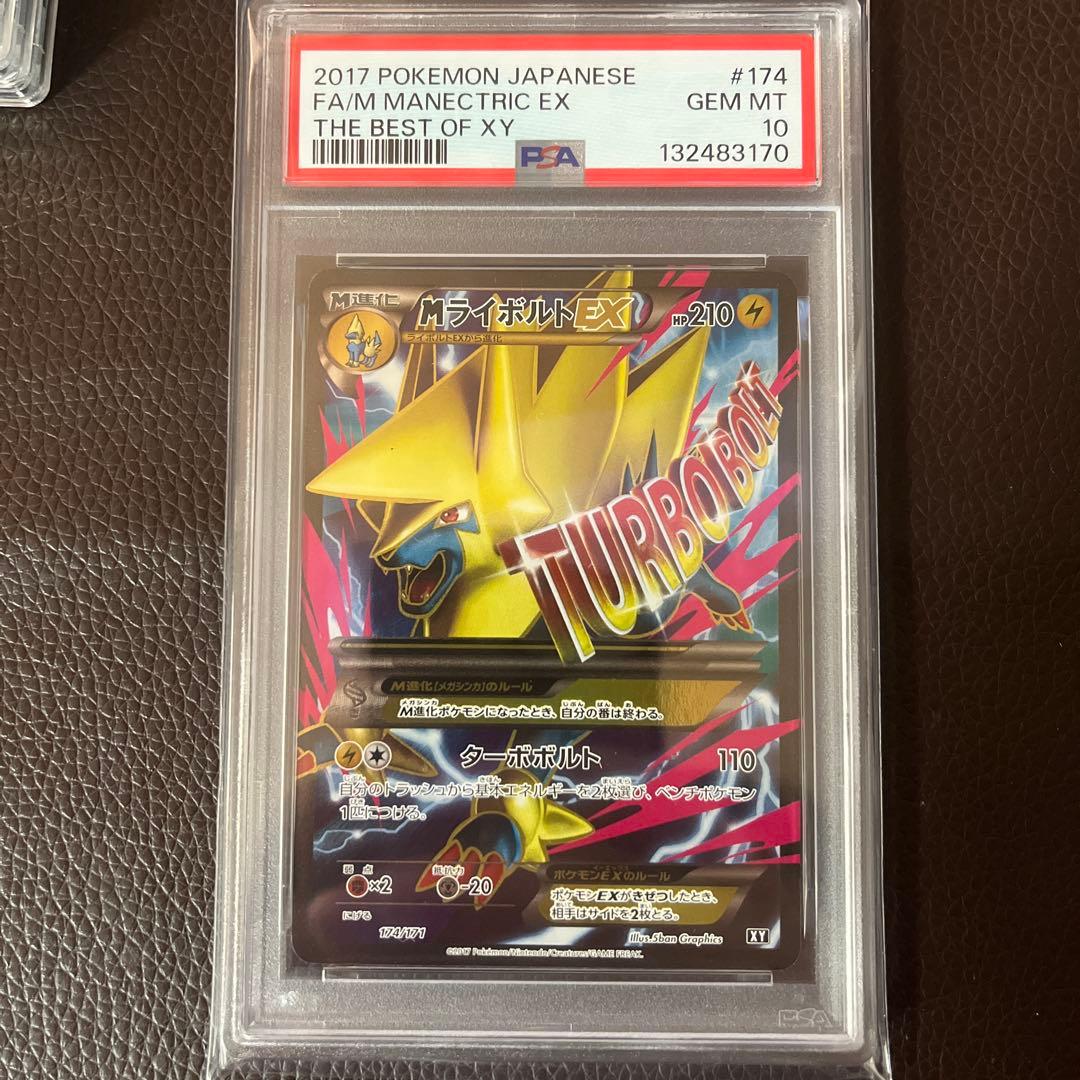 2017 POKEMON JAPANESE #174
FA/M MANECTRIC EX GEM MT
THE BEST OF XY 10
PSA 132483170
M進化
MライボルトEX HP210
ライボルトEXから進化
TURBO BOLT
M進化[メガシンカ]のルール
M進化ポケモンになったとき、自分の番は終わる。
ターボボルト 110
自分のトラッシュから基本エネルギーを2枚選び、ベンチポケモン
1匹につける。
弱点 ×2 抵抗力 -20
にげる
ポケモンEXのルール
ポケモンEXがきぜつしたとき、
相手はサイドを2枚とる。
174/171
Illus.5ban Graphics XY
©2017 Pokémon/Nintendo/Creatures/GAME FREAK.
PSA